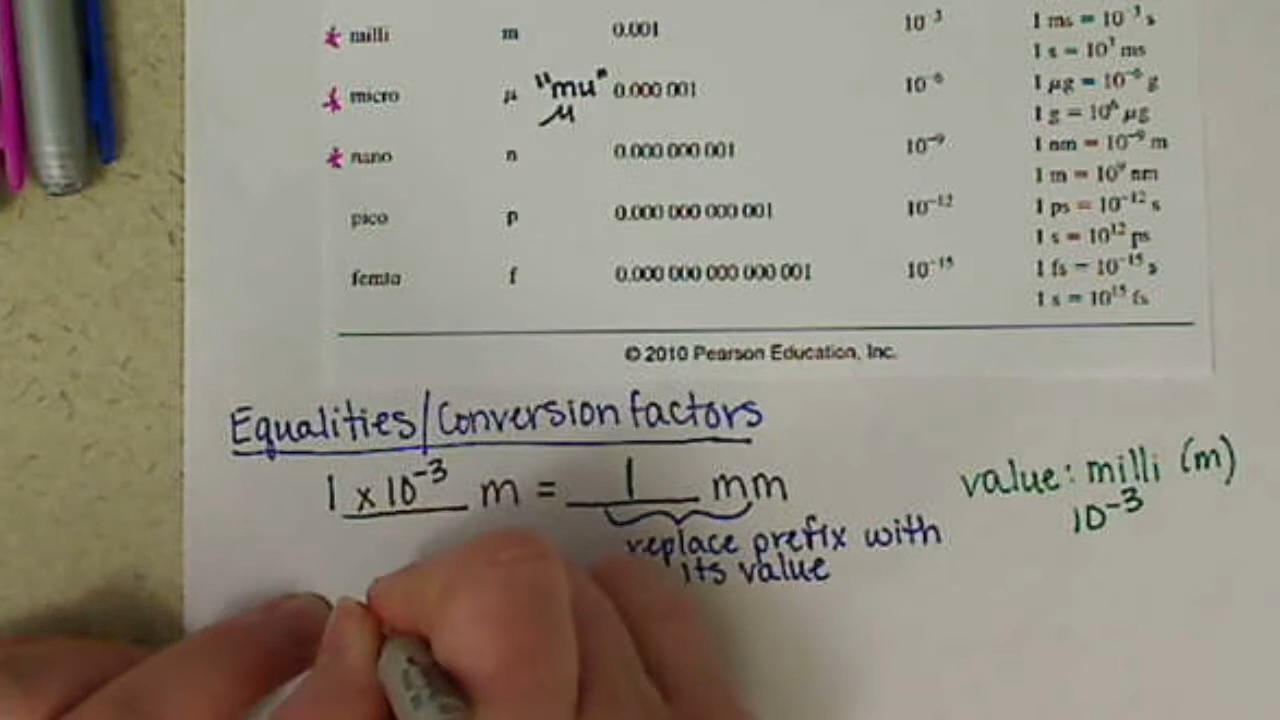 milli m 0.001 10⁻³ 1 ms = 10⁻³ s
1 s = 10³ ms
micro μ "mu" 0.000 001 10⁻⁶ 1 μg = 10⁻⁶ g
μ 1 g = 10⁶ μg
nano n 0.000 000 001 10⁻⁹ 1 nm = 10⁻⁹ m
1 m = 10⁹ nm
pico p 0.000 000 000 001 10⁻¹² 1 ps = 10⁻¹² s
1 s = 10¹² ps
femto f 0.000 000 000 000 001 10⁻¹⁵ 1 fs = 10⁻¹⁵ s
1 s = 10¹⁵ fs
© 2010 Pearson Education, Inc.
Equalities/Conversion factors
1 x 10⁻³ m = 1 mm value: milli (m)
10⁻³
replace prefix with
its value